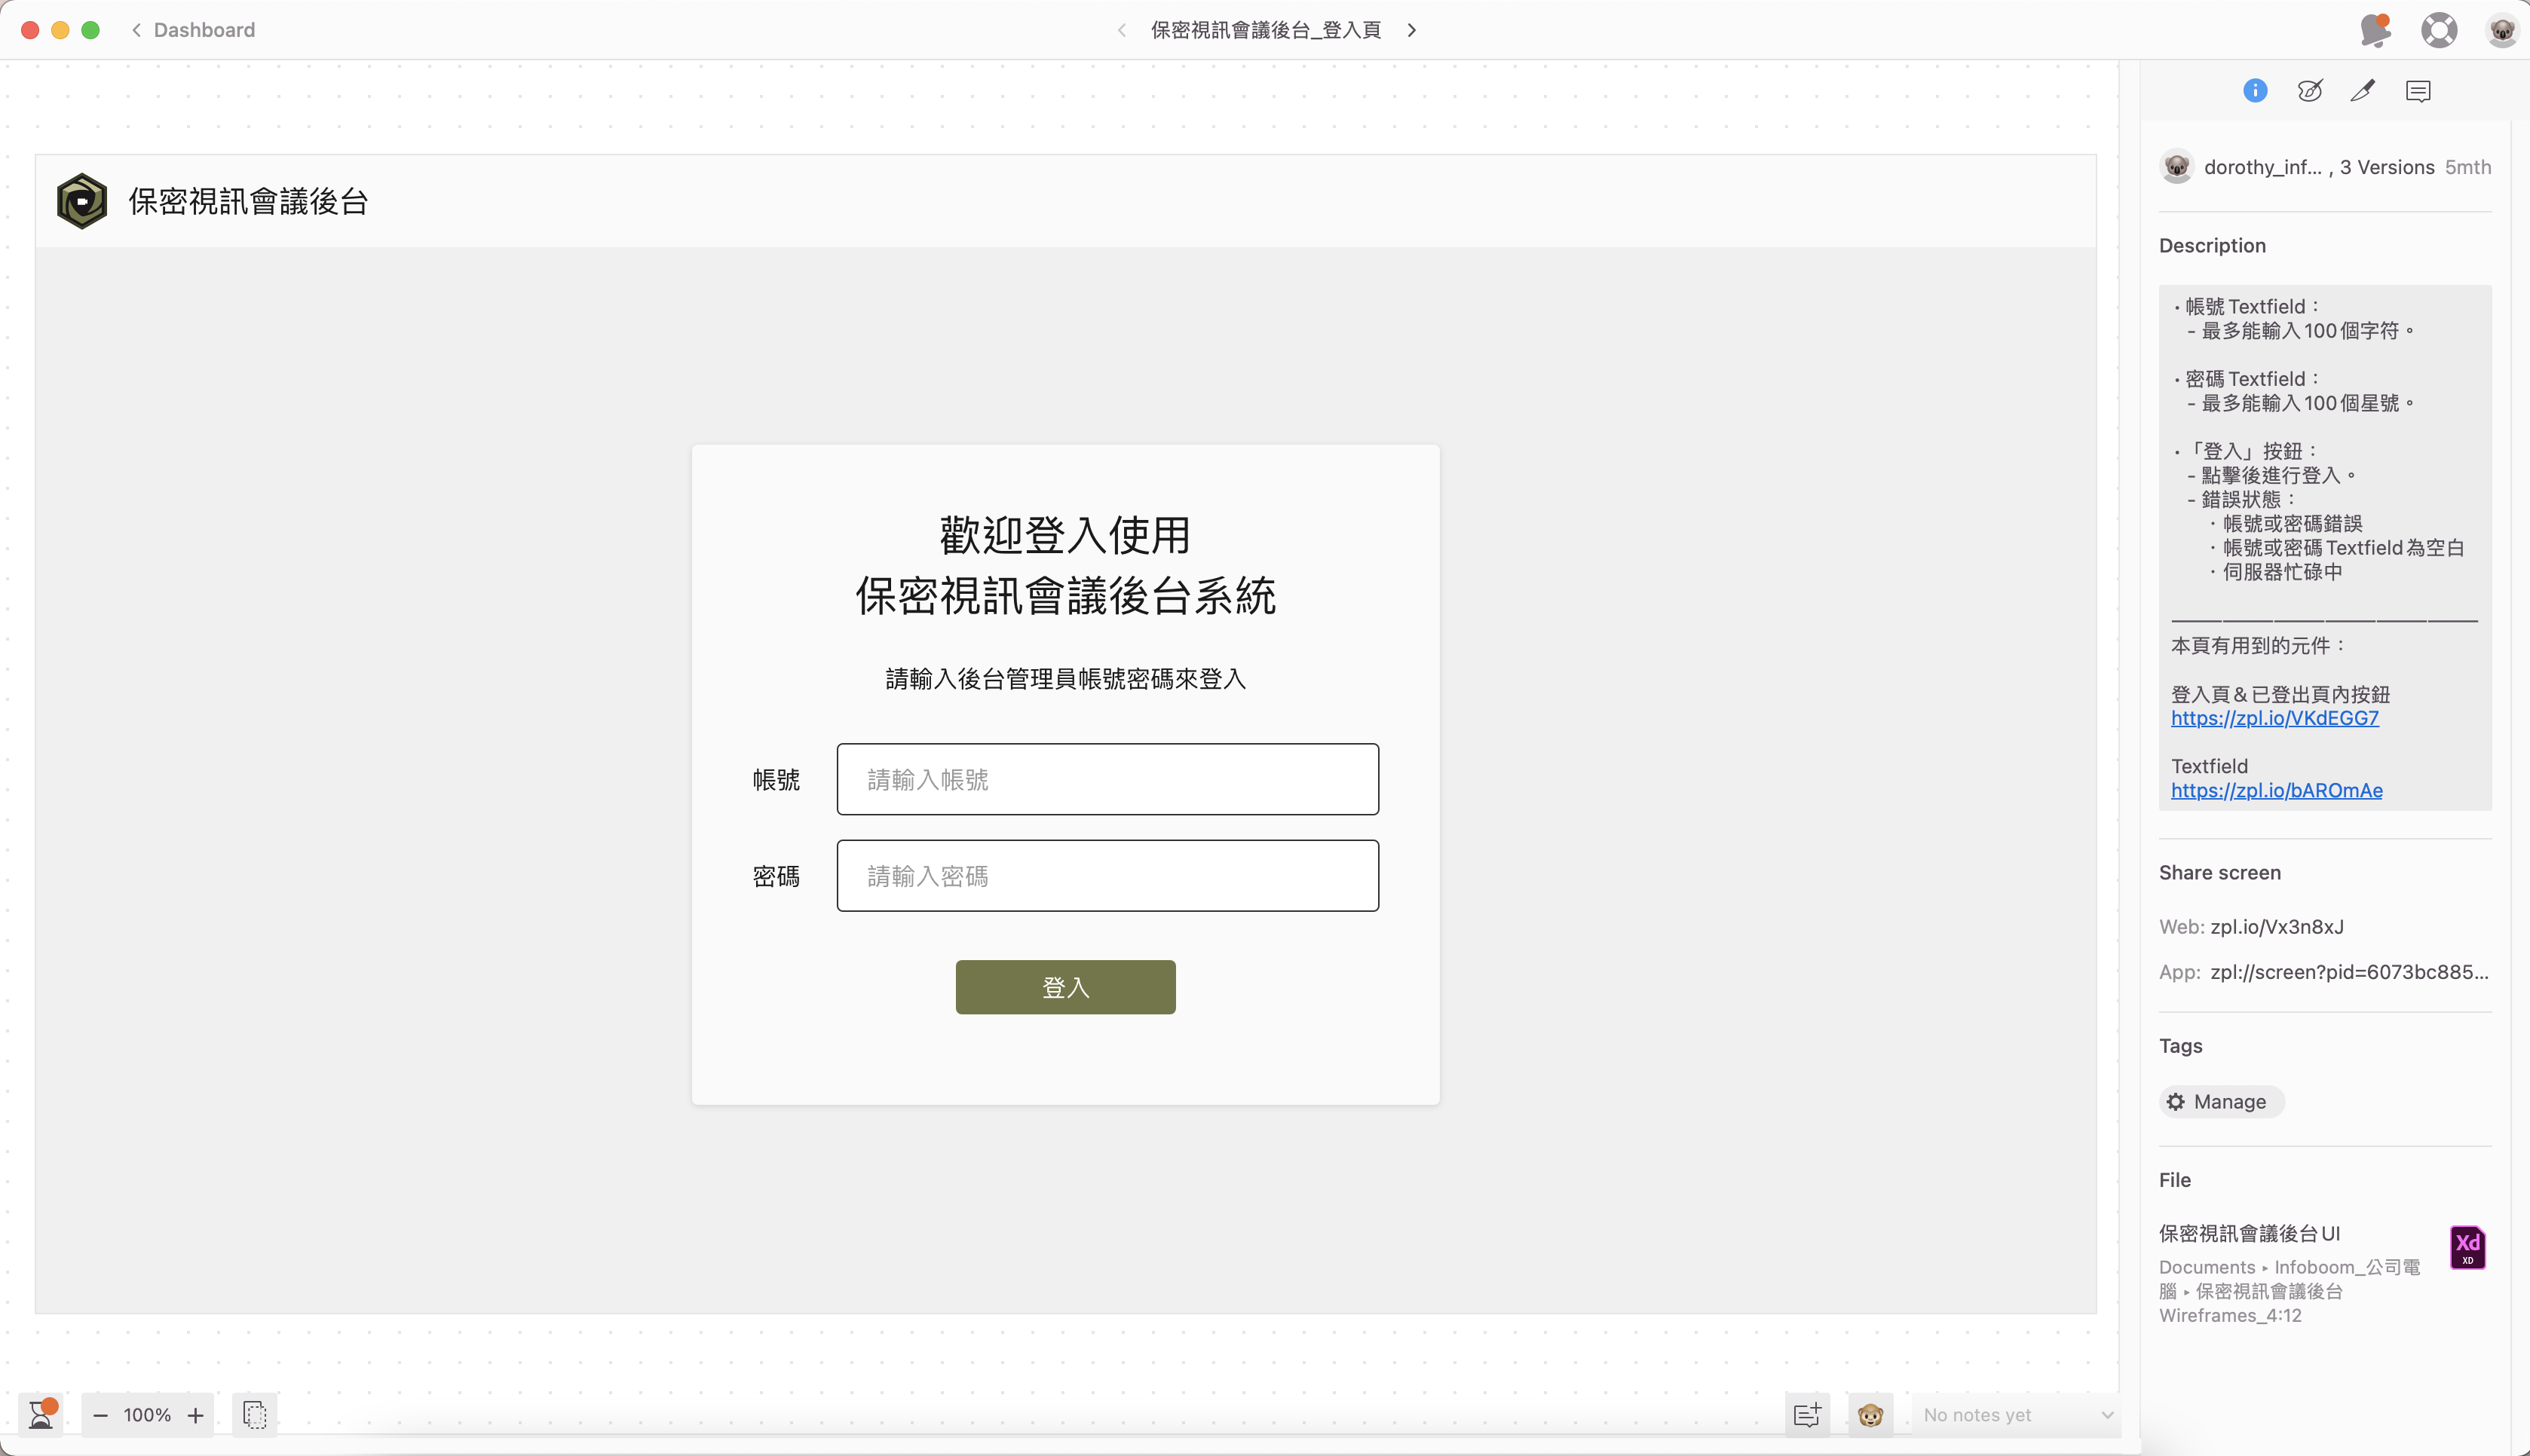 Dashboard
保密視訊會議後台_登入頁
保密視訊會議後台
歡迎登入使用
保密視訊會議後台系統
請輸入後台管理員帳號密碼來登入
帳號
請輸入帳號
密碼
請輸入密碼
登入
100%
No notes yet
dorothy_inf... , 3 Versions 5mth
Description
• 帳號 Textfield：
- 最多能輸入 100 個字符。
• 密碼 Textfield：
- 最多能輸入 100 個星號。
•「登入」按鈕：
- 點擊後進行登入。
- 錯誤狀態：
· 帳號或密碼錯誤
· 帳號或密碼 Textfield 為空白
· 伺服器忙碌中
——————————————
本頁有用到的元件：
登入頁 & 已登出頁內按鈕
https://zpl.io/VKdEGG7
Textfield
https://zpl.io/bAROmAe
Share screen
Web: zpl.io/Vx3n8xJ
App: zpl://screen?pid=6073bc885...
Tags
Manage
File
保密視訊會議後台 UI
Xd
XD
Documents ▸ Infoboom_公司電
腦 ▸ 保密視訊會議後台
Wireframes_4:12